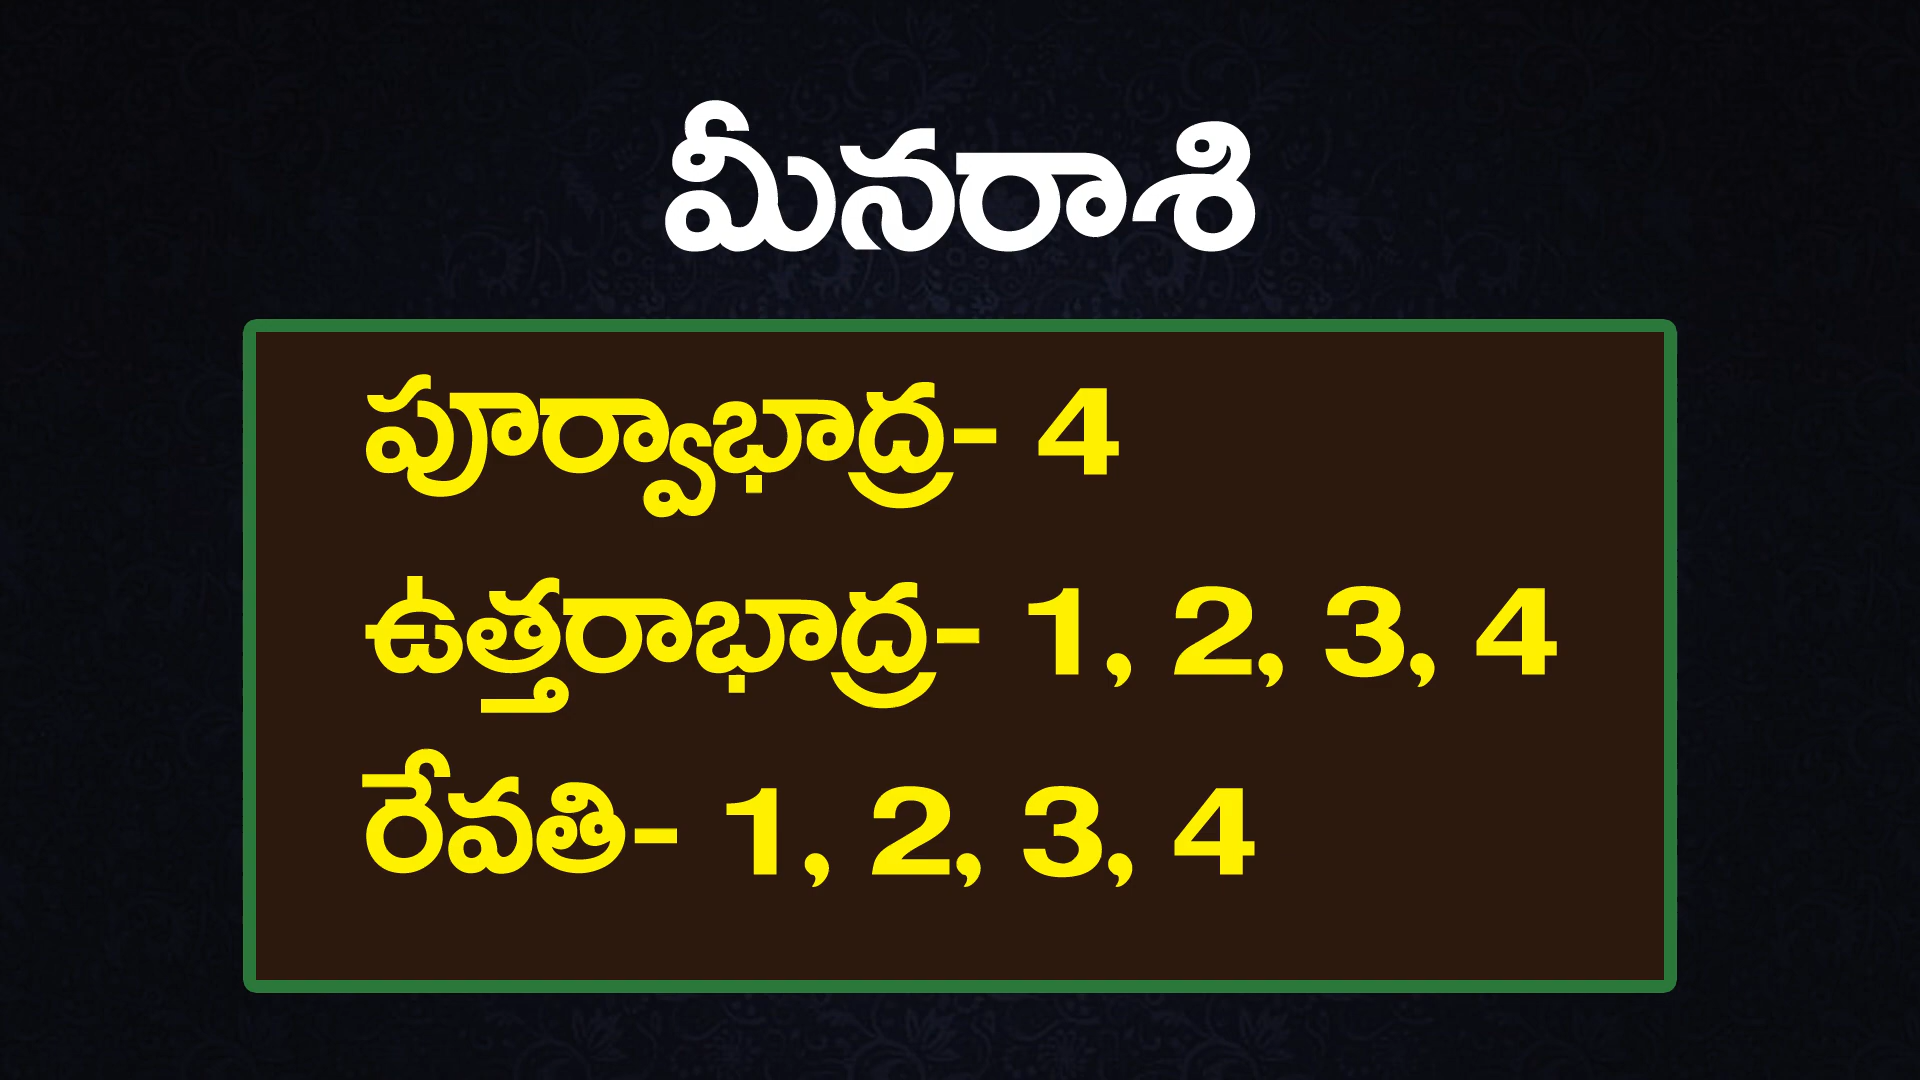 మీనరాశి
పూర్వాభాద్ర- 4
ఉత్తరాభాద్ర- 1, 2, 3, 4
రేవతి- 1, 2, 3, 4